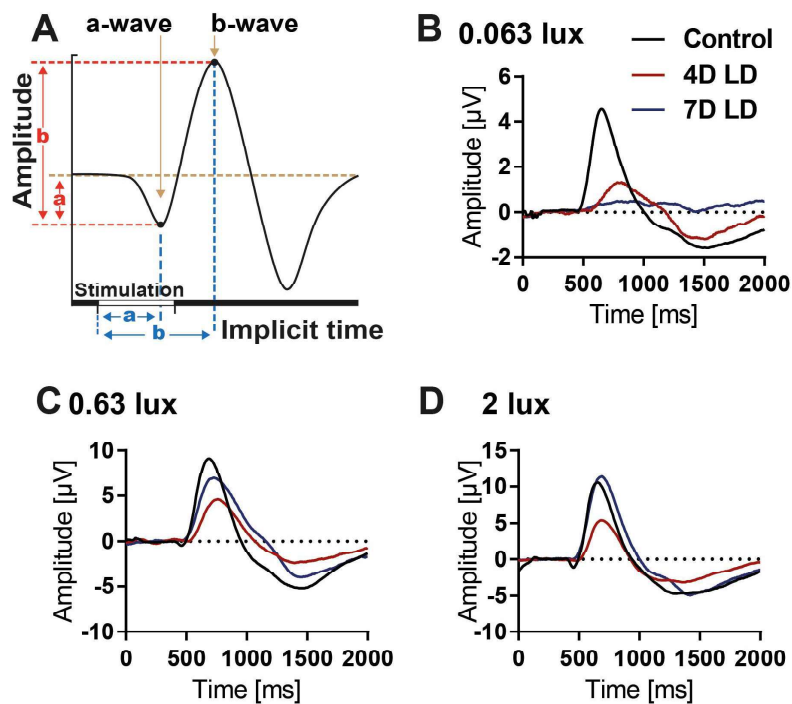 A
a-wave
b-wave
Amplitude
b
a
Stimulation
a
b
Implicit time
B
0.063 lux
Control
4D LD
7D LD
Amplitude [µV]
6
4
2
0
-2
0
500
1000
1500
2000
Time [ms]
C
0.63 lux
Amplitude [µV]
10
5
0
-5
-10
0
500
1000
1500
2000
Time [ms]
D
2 lux
Amplitude [µV]
15
10
5
0
-5
-10
0
500
1000
1500
2000
Time [ms]